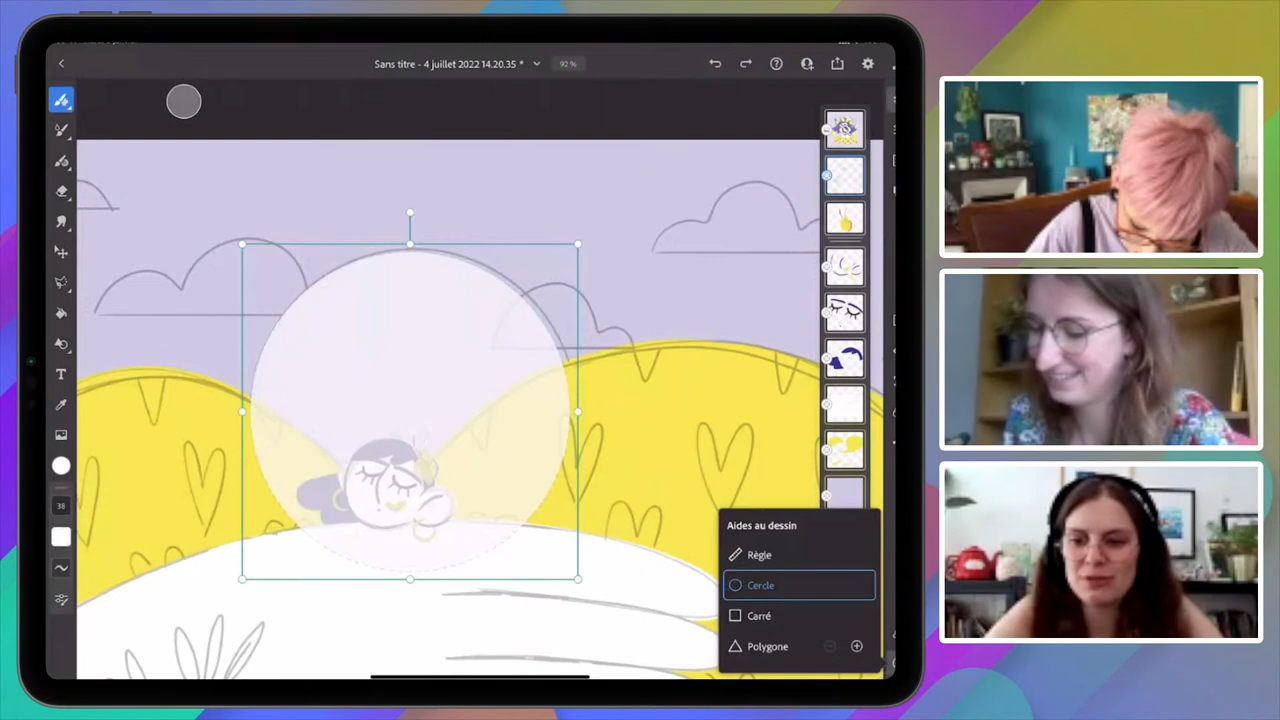 Sans titre - 4 juillet 2022 14.20.35 *
92 %
T
38
Aides au dessin
Règle
Cercle
Carré
Polygone